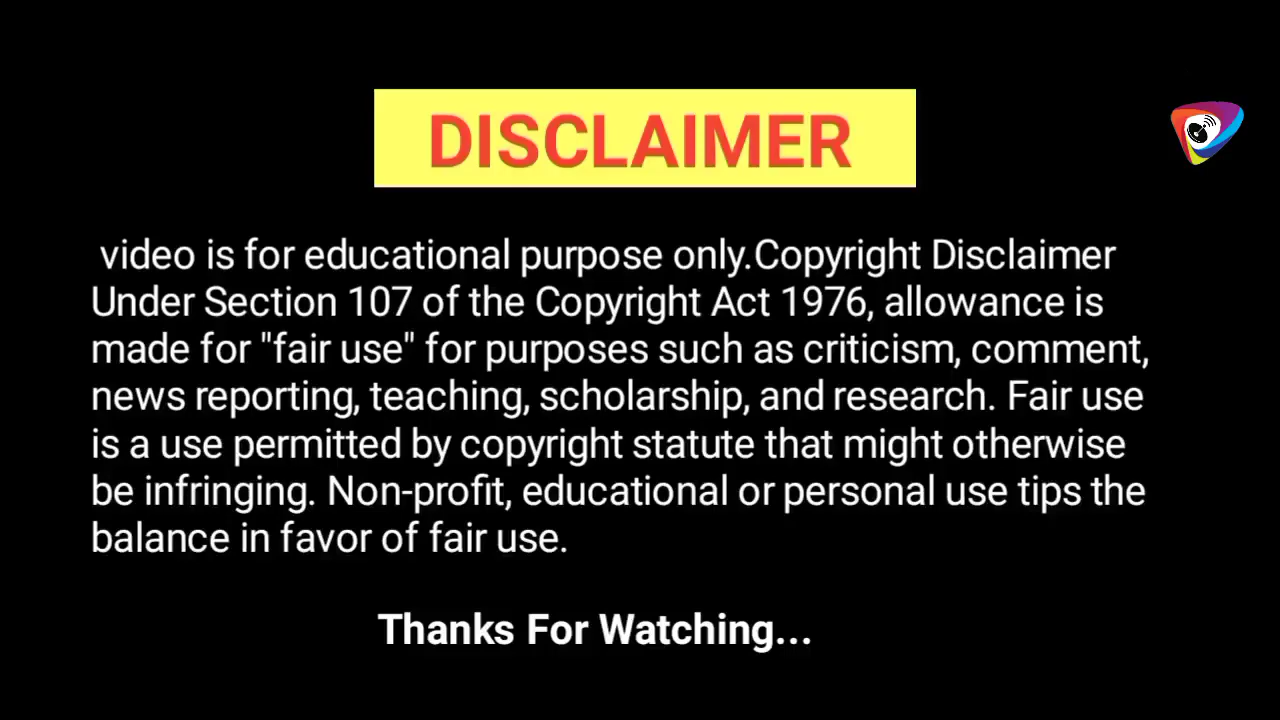 DISCLAIMER
video is for educational purpose only.Copyright Disclaimer
Under Section 107 of the Copyright Act 1976, allowance is
made for "fair use" for purposes such as criticism, comment,
news reporting, teaching, scholarship, and research. Fair use
is a use permitted by copyright statute that might otherwise
be infringing. Non-profit, educational or personal use tips the
balance in favor of fair use.
Thanks For Watching...